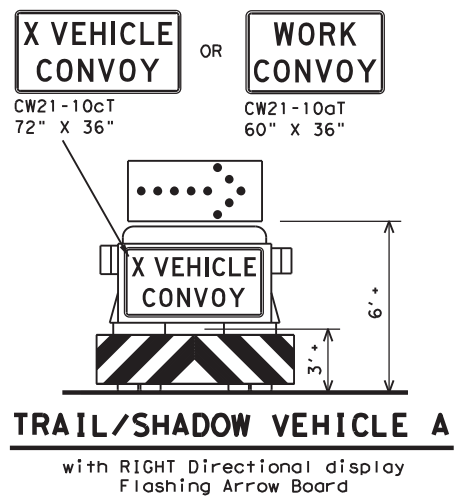 X VEHICLE
CONVOY
OR
WORK
CONVOY
CW21-10cT
72" X 36"
CW21-10aT
60" X 36"
X VEHICLE
CONVOY
6'+
3'+
TRAIL/SHADOW VEHICLE A
with RIGHT Directional display
Flashing Arrow Board